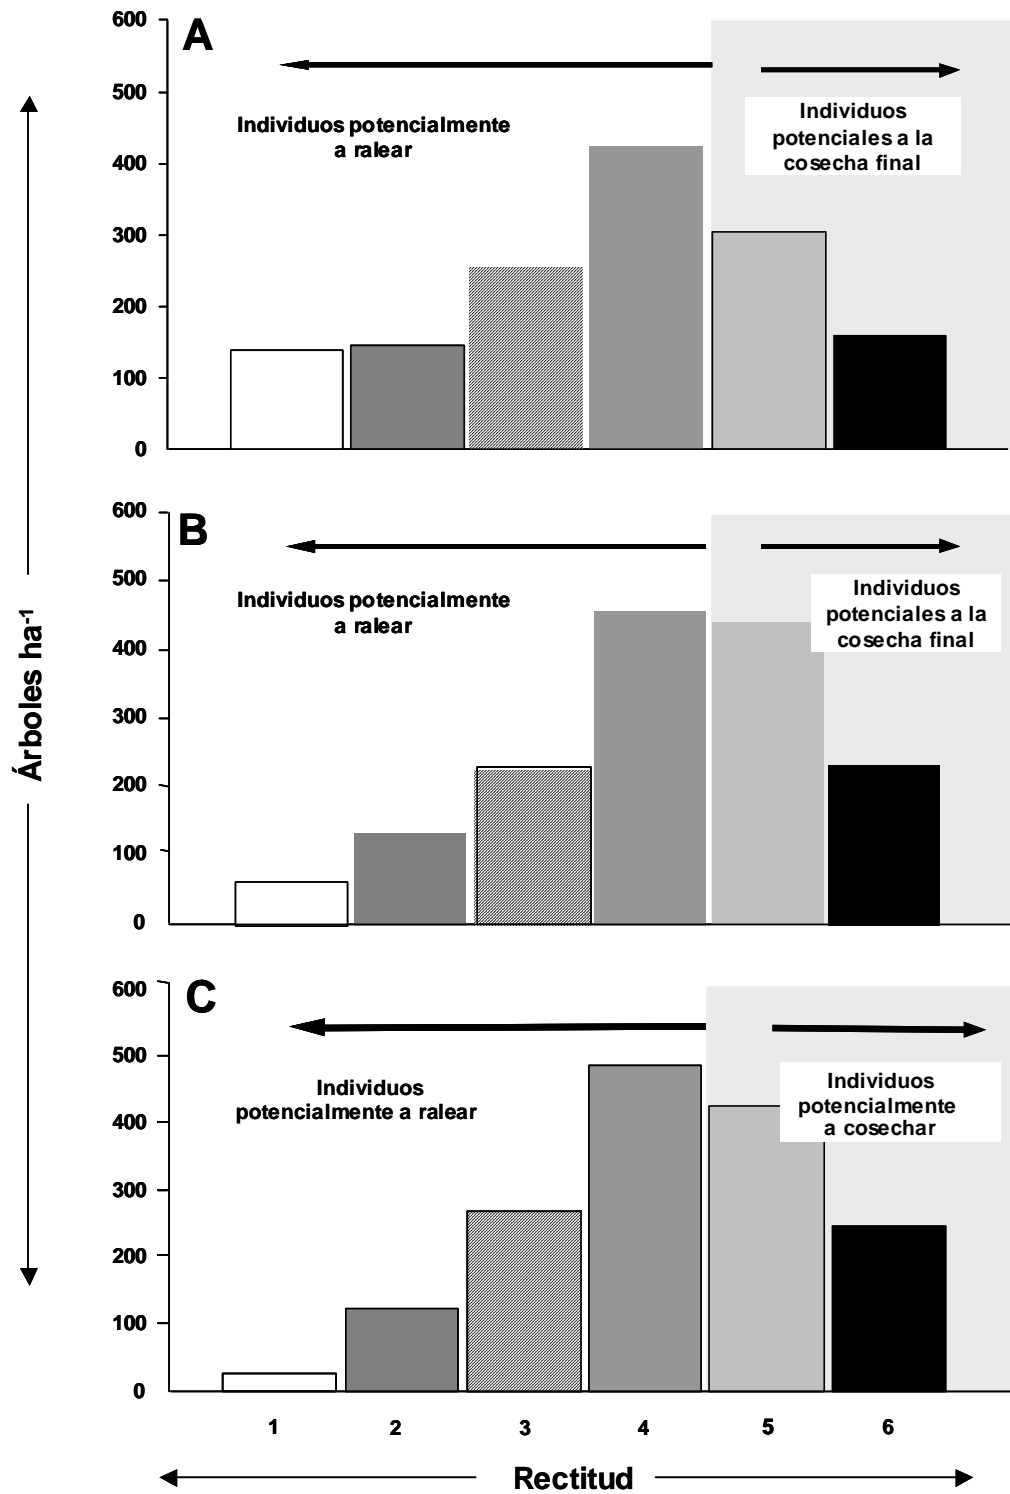 Árboles ha-1
600
500
400
300
200
100
0
A
Individuos potencialmente
a ralear
Individuos
potenciales a la
cosecha final
600
500
400
300
200
100
0
B
Individuos potencialmente
a ralear
Individuos
potenciales a la
cosecha final
600
500
400
300
200
100
0
C
Individuos
potencialmente a ralear
Individuos
potencialmente
a cosechar
1 2 3 4 5 6
Rectitud